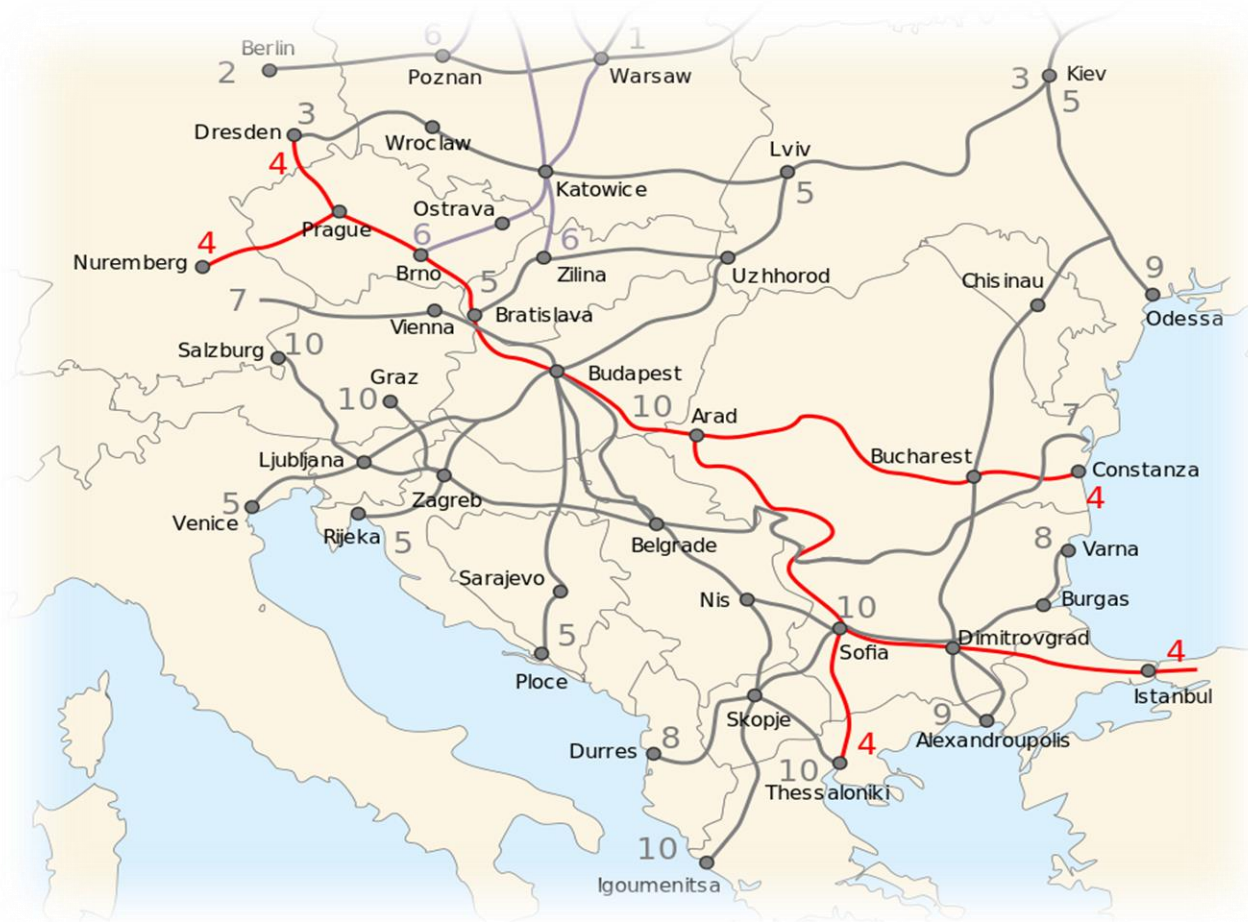 6
1
Berlin
2
Poznan
Warsaw
3
Kiev
5
3
Dresden
Wroclaw
4
Lviv
5
Katowice
Ostrava
Prague
4
6
6
Nuremberg
Brno
Zilina
Uzhhorod
5
Chisinau
9
7
Vienna
Bratislava
Odessa
Salzburg
10
Graz
10
Budapest
10
Arad
7
Ljubljana
Bucharest
Constanza
4
5
Venice
Zagreb
Rijeka
5
Belgrade
8
Varna
Sarajevo
Nis
10
Burgas
5
Sofia
Dimitrovgrad
4
Ploce
Istanbul
Skopje
9
Alexandroupolis
Durres
8
4
10
Thessaloniki
10
Igoumenitsa